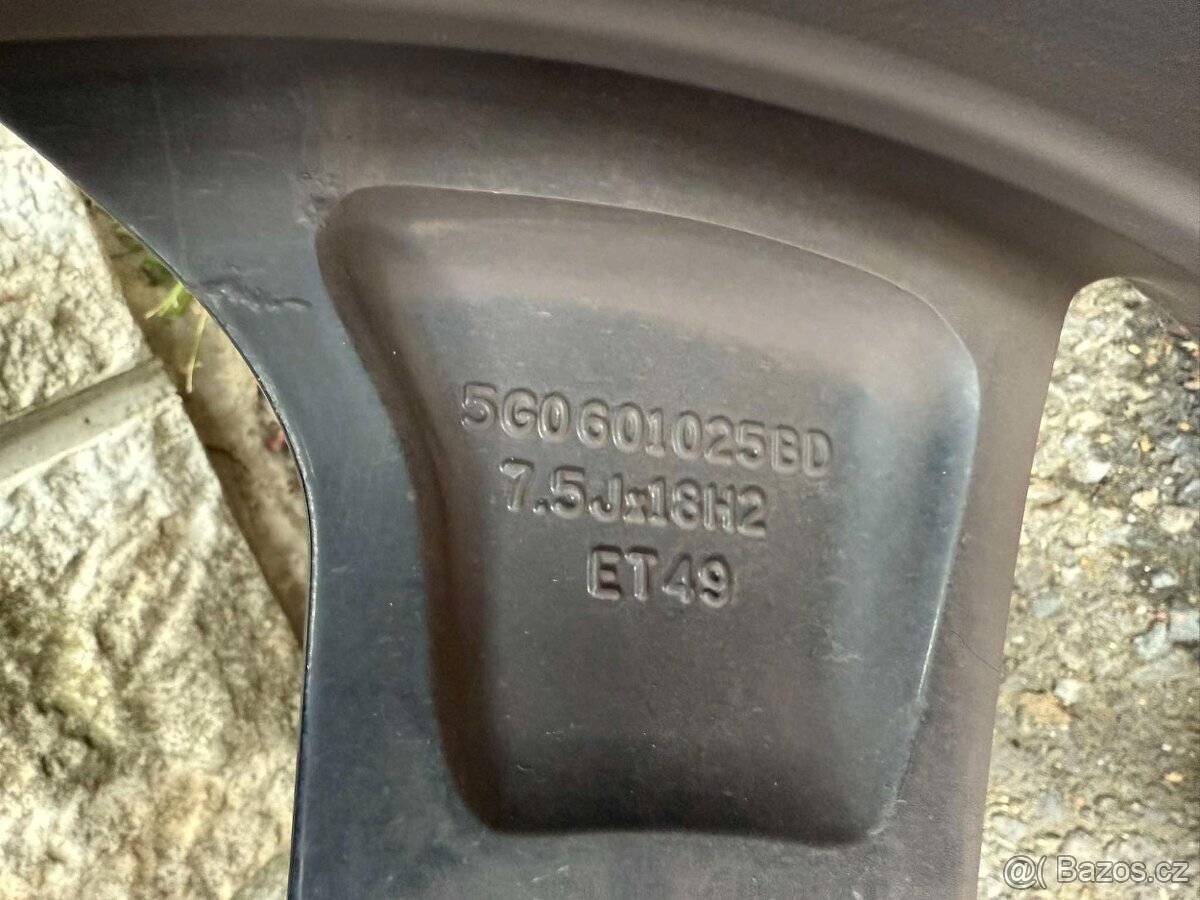 5G0601025BD
7.5Jx18H2
ET49
@( Bazos.cz